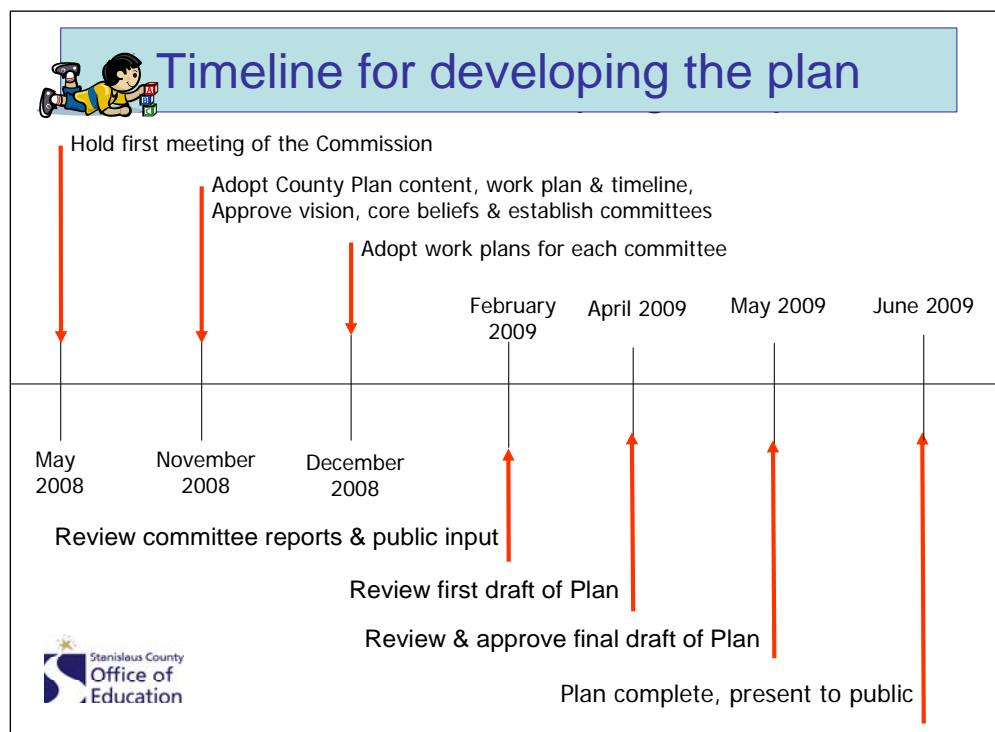 Timeline for developing the plan
Hold first meeting of the Commission
Adopt County Plan content, work plan & timeline,
Approve vision, core beliefs & establish committees
Adopt work plans for each committee
February
2009
April 2009
May 2009
June 2009
May
2008
November
2008
December
2008
Review committee reports & public input
Review first draft of Plan
Review & approve final draft of Plan
Plan complete, present to public
Stanislaus County
Office of
Education
A
B
C